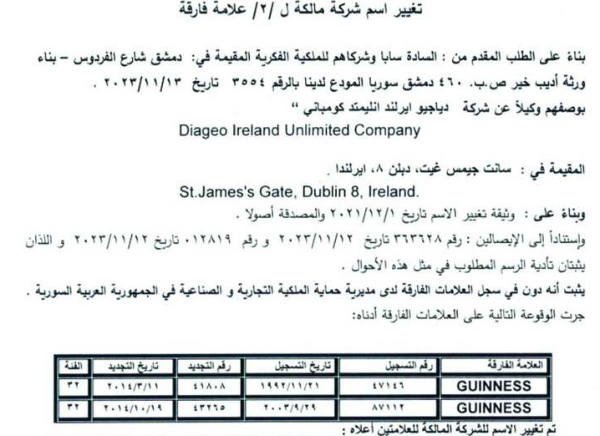 تغيير اسم شركة مالكة ل /٢/ علامة فارقة
بناءً على الطلب المقدم من : السادة سابا وشركاهم للملكية الفكرية المقيمة في: دمشق شارع الفردوس – بناء
ورثة أديب خير ص.ب. ٤٦٠ دمشق سوريا المودع لدينا بالرقم ٣٥٥٤ تاريخ ٢٠٢٣/١١/١٣ .
بوصفهم وكيلاً عن شركة دياجيو ايرلند انليمتد كومباني "
Diageo Ireland Unlimited Company
المقيمة في : سانت جيمس غيت، دبلن ٨، ايرلندا .
St.James's Gate, Dublin 8, Ireland.
وبناءً على : وثيقة تغيير الاسم تاريخ ٢٠٢١/١٢/١ والمصدقة أصولا .
وإستناداً إلى الإيصالين : رقم ٣٦٣٦٢٨ تاريخ ٢٠٢٣/١١/١٢ و رقم ٠١٢٨١٩ تاريخ ٢٠٢٣/١١/١٢ و اللذان
يثبتان تأدية الرسم المطلوب في مثل هذه الأحوال .
يثبت أنه دون في سجل العلامات الفارقة لدى مديرية حماية الملكية التجارية و الصناعية في الجمهورية العربية السورية .
جرت الوقوعة التالية على العلامات الفارقة أدناه:
العلامة الفارقة رقم التسجيل تاريخ التسجيل رقم التجديد تاريخ التجديد الفئة
GUINNESS ٤٧١٤٦ ١٩٩٢/١١/٢١ ٤١٨٠٨ ٢٠١٤/٣/١١ ٣٢
GUINNESS ٨٧١١٢ ٢٠٠٣/٩/٢٩ ٤٣٢٦٥ ٢٠١٤/١٠/١٩ ٣٢
تم تغيير الاسم للشركة المالكة للعلامتين أعلاه :